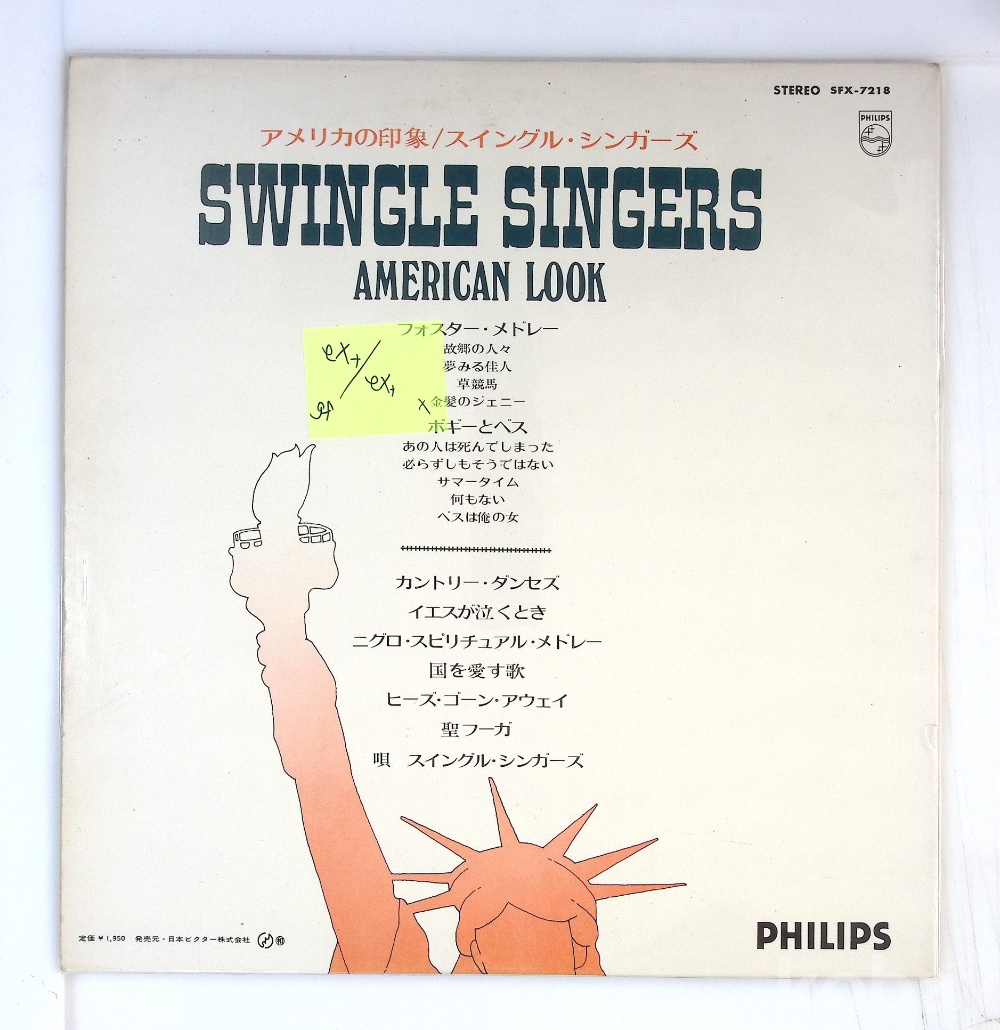 STEREO SFX-7218
PHILIPS
アメリカの印象/スイングル・シンガーズ
SWINGLE SINGERS
AMERICAN LOOK
フォスター・メドレー
故郷の人々
夢みる佳人
草競馬
金髪のジェニー
ex+/ex+
x
ボギーとベス
あの人は死んでしまった
必らずしもそうではない
サマータイム
何もない
ベスは俺の女
カントリー・ダンセズ
イエスが泣くとき
ニグロ・スピリチュアル・メドレー
国を愛す歌
ヒーズ・ゴーン・アウェイ
聖フーガ
唄 スイングル・シンガーズ
定価 ¥1,950 発売元・日本ビクター株式会社
PHILIPS